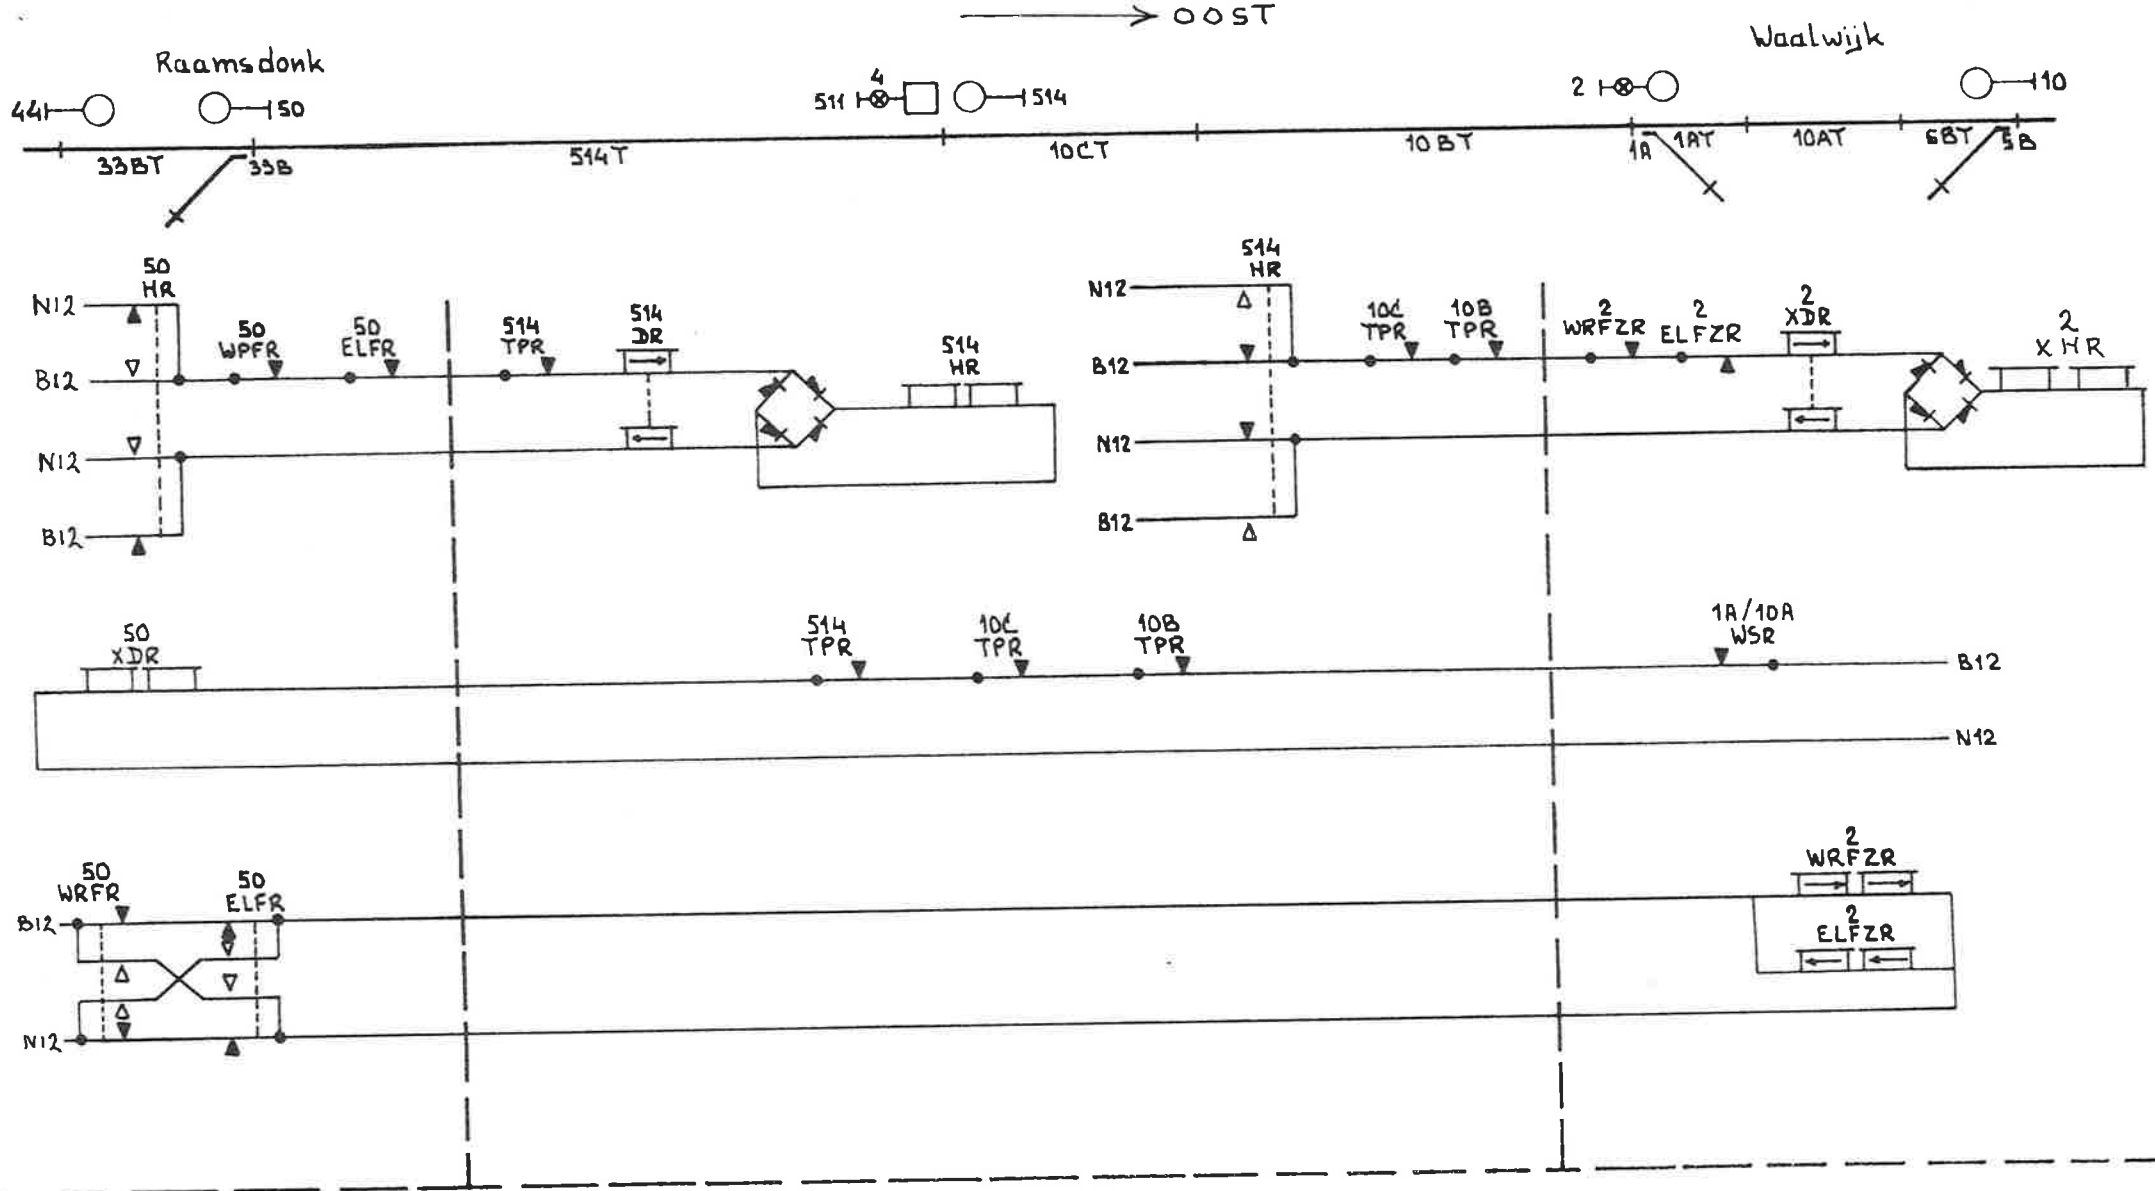 OOST
Raamsdonk
Waalwijk
44
50
4
511
514
2
10
33BT
33B
514T
10CT
10BT
1A
1AT
10AT
5B
50
HR
N12
B12
N12
B12
50
WPFR
50
ELFR
514
TPR
514
DR
514
HR
514
HR
N12
B12
N12
B12
10C
TPR
10B
TPR
2
WRFZR
2
ELFZR
2
XDR
2
XHR
50
XDR
514
TPR
10C
TPR
10B
TPR
1A/10A
WSR
B12
N12
50
WRFR
50
ELFR
B12
N12
2
WRFZR
2
ELFZR